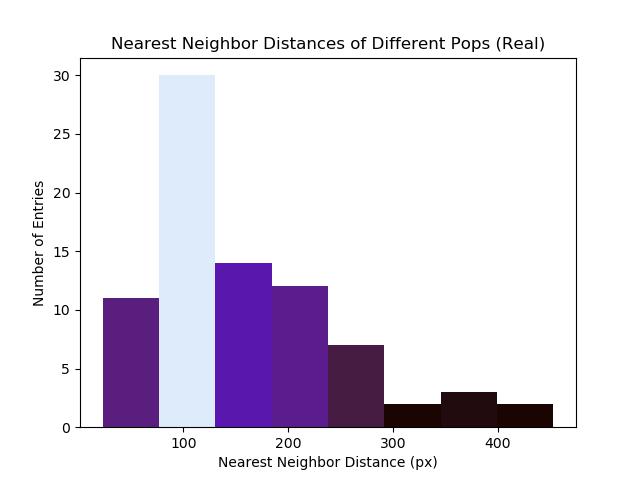 Nearest Neighbor Distances of Different Pops (Real)
30
25
20
15
10
5
0
Number of Entries
100 200 300 400
Nearest Neighbor Distance (px)